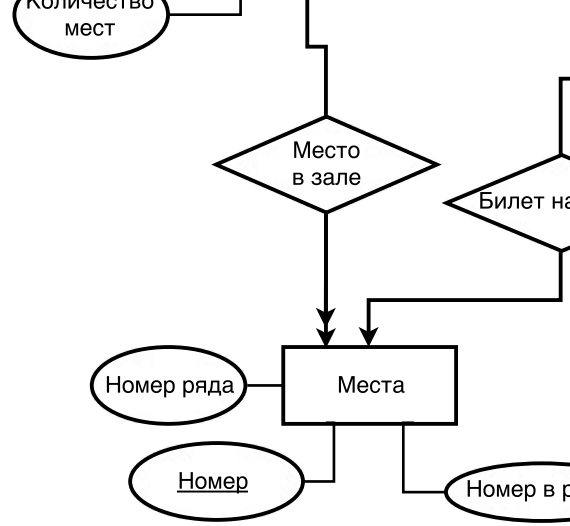 Количество
мест
Место
в зале
Билет на
Номер ряда
Места
Номер
Номер в